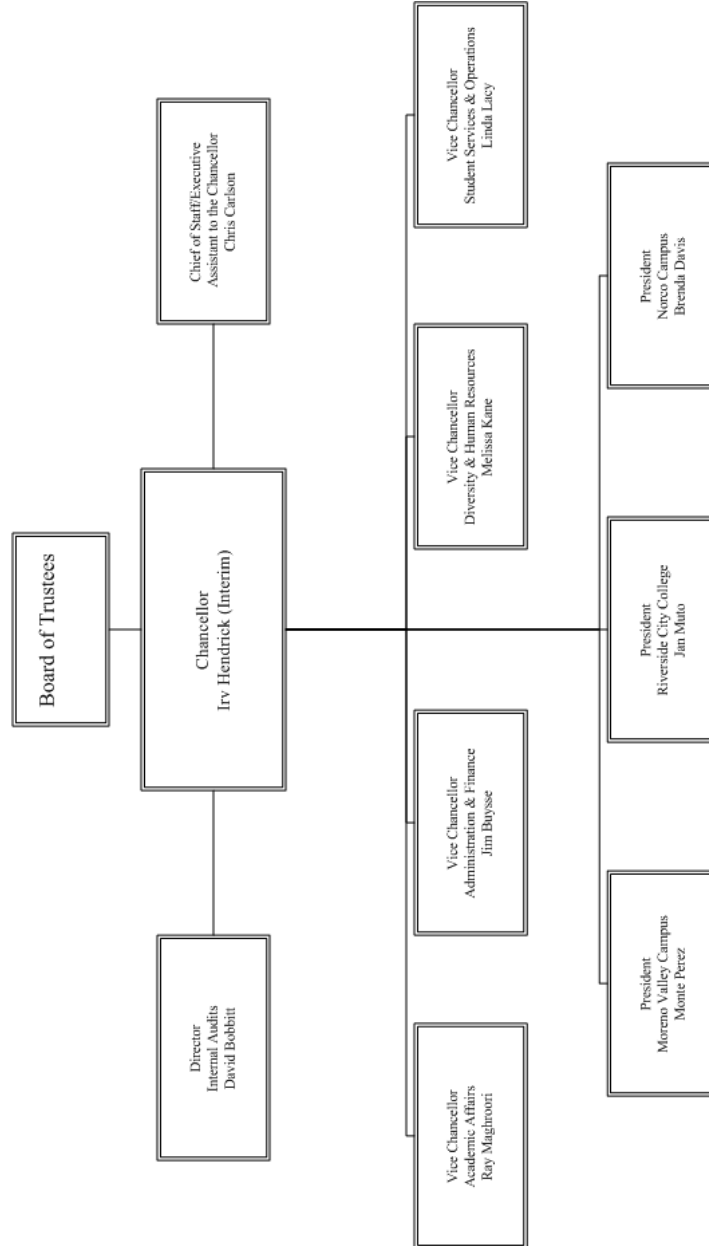 Board of Trustees
Chancellor
Irv Hendrick (Interim)
Director
Internal Audits
David Bobbitt
Chief of Staff/Executive
Assistant to the Chancellor
Chris Carlson
Vice Chancellor
Academic Affairs
Ray Maghroori
Vice Chancellor
Administration & Finance
Jim Buysse
Vice Chancellor
Diversity & Human Resources
Melissa Kane
Vice Chancellor
Student Services & Operations
Linda Lacy
President
Moreno Valley Campus
Monte Perez
President
Riverside City College
Jan Muto
President
Norco Campus
Brenda Davis